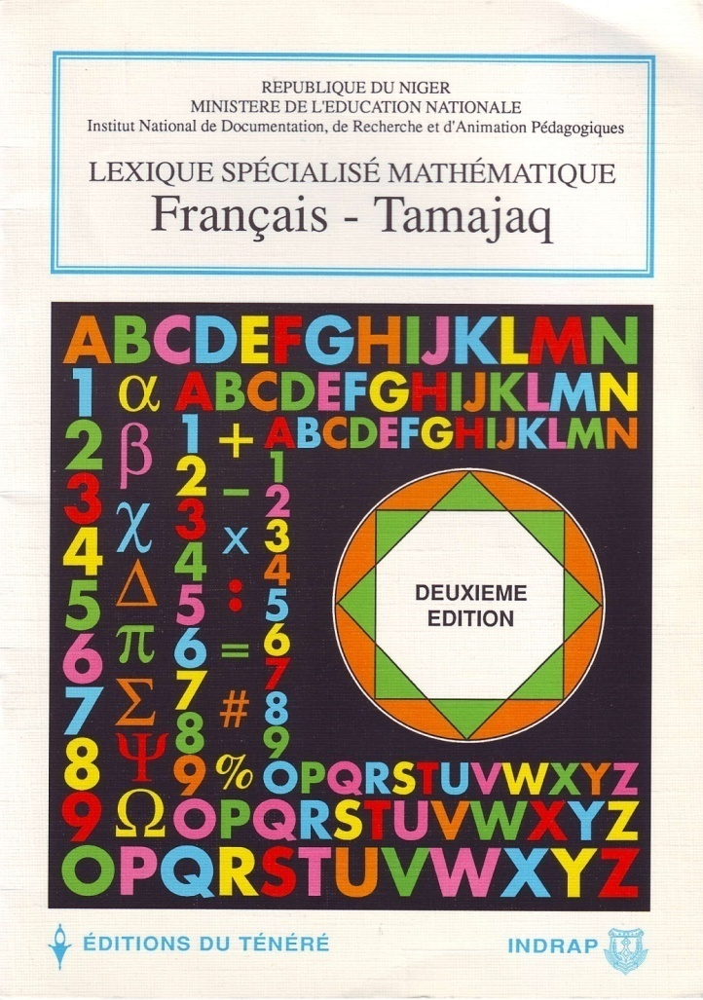 REPUBLIQUE DU NIGER
MINISTERE DE L'EDUCATION NATIONALE
Institut National de Documentation, de Recherche et d'Animation Pédagogiques
LEXIQUE SPÉCIALISÉ MATHÉMATIQUE
Français - Tamajaq
ABCDEFGHIJKLMN
1 α ABCDEFGHIJKLMN
2 β 1 + ABCDEFGHIJKLMN
1
2 –
3 χ 3 2
4 x 3
Δ 4 4
5 5 : 5
DEUXIEME
EDITION
6 π 6 = 6
7 Σ 7 # 7
8 8
8 Ψ 9 % 9
OPQRSTUVWXYZ
9 Ω OPQRSTUVWXYZ
OPQRSTUVWXYZ
ÉDITIONS DU TÉNÉRÉ
INDRAP